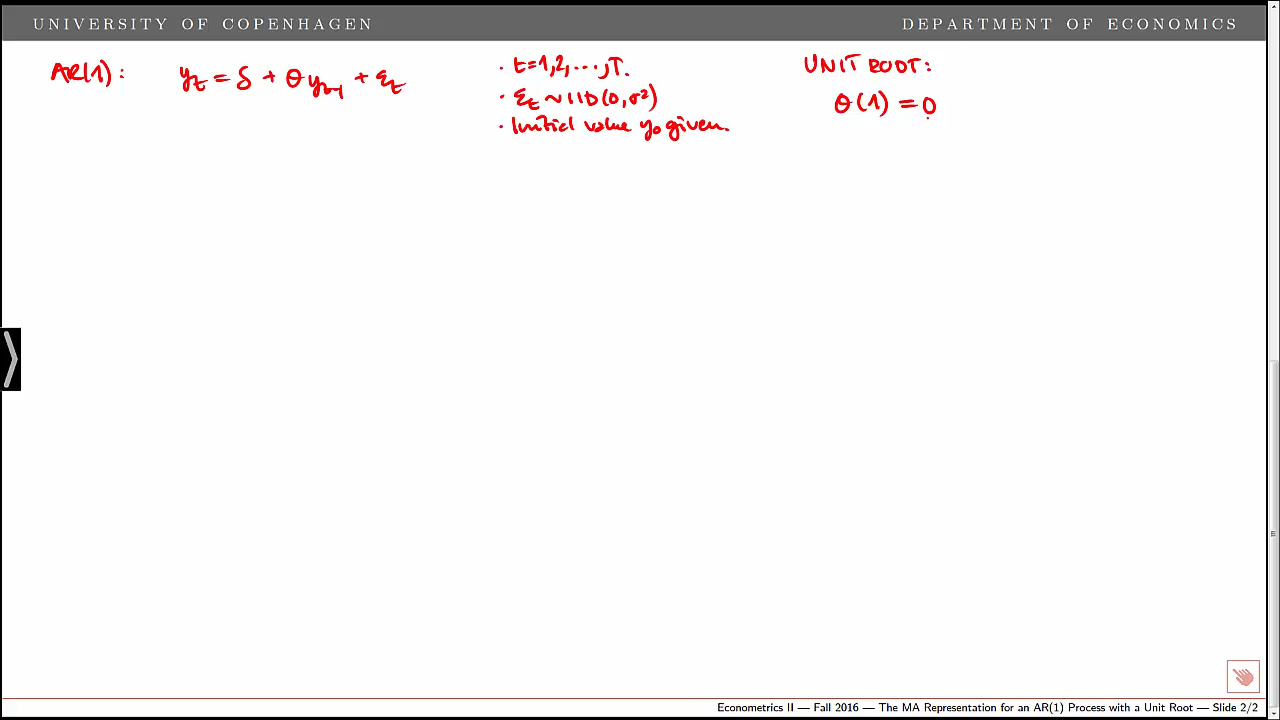 UNIVERSITY OF COPENHAGEN DEPARTMENT OF ECONOMICS
AR(1): y_t = δ + θ y_{t-1} + ε_t
· t=1,2,...,T.
· ε_t ~ IID(0,σ²)
· Initial value y₀ given.
UNIT ROOT:
θ(1) = 0
Econometrics II — Fall 2016 — The MA Representation for an AR(1) Process with a Unit Root — Slide 2/2